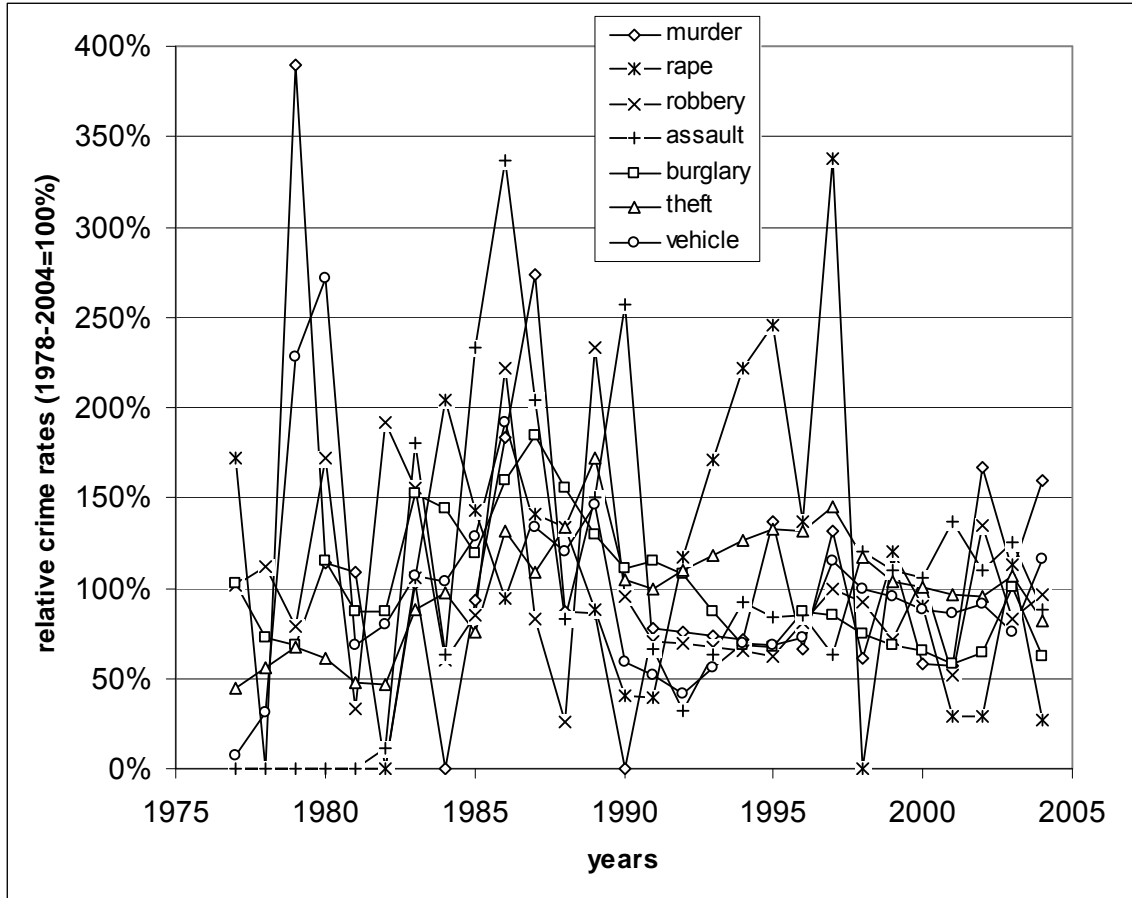 400%
350%
300%
250%
200%
150%
100%
50%
0%
relative crime rates (1978-2004=100%)
murder
rape
robbery
assault
burglary
theft
vehicle
1975 1980 1985 1990 1995 2000 2005
years